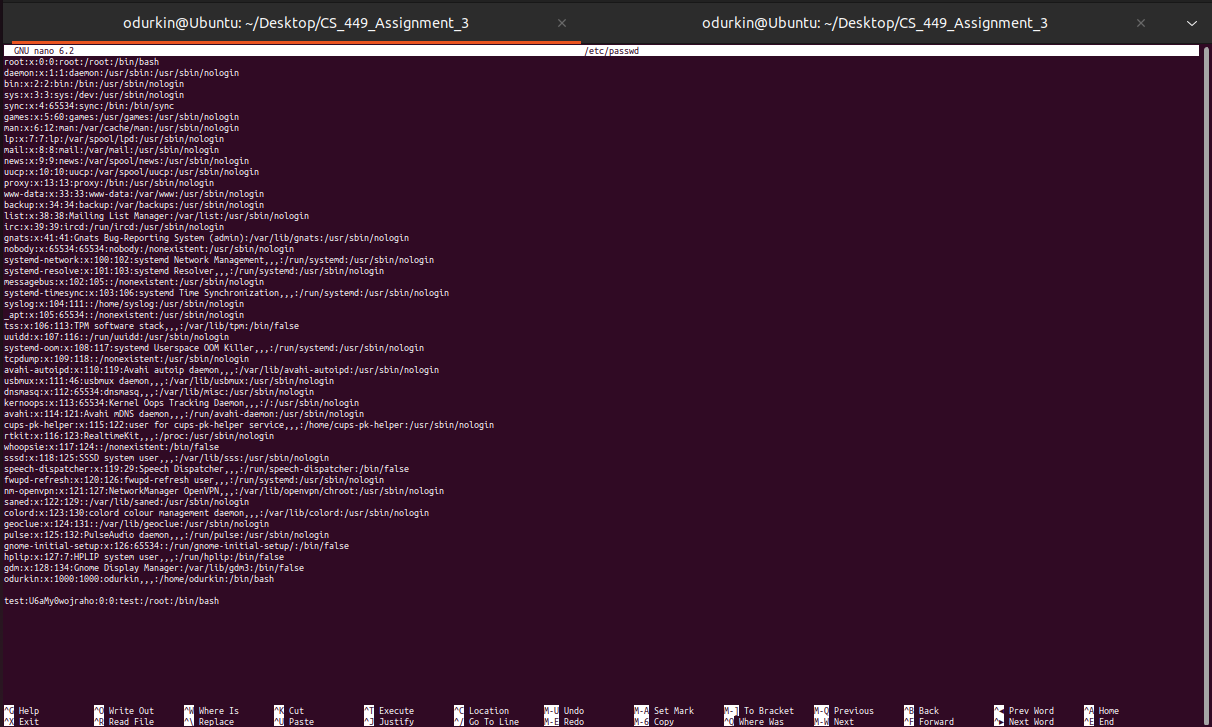 odurkin@Ubuntu: ~/Desktop/CS_449_Assignment_3 × odurkin@Ubuntu: ~/Desktop/CS_449_Assignment_3 ×
GNU nano 6.2 /etc/passwd
root:x:0:0:root:/root:/bin/bash
daemon:x:1:1:daemon:/usr/sbin:/usr/sbin/nologin
bin:x:2:2:bin:/bin:/usr/sbin/nologin
sys:x:3:3:sys:/dev:/usr/sbin/nologin
sync:x:4:65534:sync:/bin:/bin/sync
games:x:5:60:games:/usr/games:/usr/sbin/nologin
man:x:6:12:man:/var/cache/man:/usr/sbin/nologin
lp:x:7:7:lp:/var/spool/lpd:/usr/sbin/nologin
mail:x:8:8:mail:/var/mail:/usr/sbin/nologin
news:x:9:9:news:/var/spool/news:/usr/sbin/nologin
uucp:x:10:10:uucp:/var/spool/uucp:/usr/sbin/nologin
proxy:x:13:13:proxy:/bin:/usr/sbin/nologin
www-data:x:33:33:www-data:/var/www:/usr/sbin/nologin
backup:x:34:34:backup:/var/backups:/usr/sbin/nologin
list:x:38:38:Mailing List Manager:/var/list:/usr/sbin/nologin
irc:x:39:39:ircd:/run/ircd:/usr/sbin/nologin
gnats:x:41:41:Gnats Bug-Reporting System (admin):/var/lib/gnats:/usr/sbin/nologin
nobody:x:65534:65534:nobody:/nonexistent:/usr/sbin/nologin
systemd-network:x:100:102:systemd Network Management,,,:/run/systemd:/usr/sbin/nologin
systemd-resolve:x:101:103:systemd Resolver,,,:/run/systemd:/usr/sbin/nologin
messagebus:x:102:105::/nonexistent:/usr/sbin/nologin
systemd-timesync:x:103:106:systemd Time Synchronization,,,:/run/systemd:/usr/sbin/nologin
syslog:x:104:111::/home/syslog:/usr/sbin/nologin
_apt:x:105:65534::/nonexistent:/usr/sbin/nologin
tss:x:106:113:TPM software stack,,,:/var/lib/tpm:/bin/false
uuidd:x:107:116::/run/uuidd:/usr/sbin/nologin
systemd-oom:x:108:117:systemd Userspace OOM Killer,,,:/run/systemd:/usr/sbin/nologin
tcpdump:x:109:118::/nonexistent:/usr/sbin/nologin
avahi-autoipd:x:110:119:Avahi autoip daemon,,,:/var/lib/avahi-autoipd:/usr/sbin/nologin
usbmux:x:111:46:usbmux daemon,,,:/var/lib/usbmux:/usr/sbin/nologin
dnsmasq:x:112:65534:dnsmasq,,,:/var/lib/misc:/usr/sbin/nologin
kernoops:x:113:65534:Kernel Oops Tracking Daemon,,,:/:/usr/sbin/nologin
avahi:x:114:121:Avahi mDNS daemon,,,:/run/avahi-daemon:/usr/sbin/nologin
cups-pk-helper:x:115:122:user for cups-pk-helper service,,,:/home/cups-pk-helper:/usr/sbin/nologin
rtkit:x:116:123:RealtimeKit,,,:/proc:/usr/sbin/nologin
whoopsie:x:117:124::/nonexistent:/bin/false
sssd:x:118:125:SSSD system user,,,:/var/lib/sss:/usr/sbin/nologin
speech-dispatcher:x:119:29:Speech Dispatcher,,,:/run/speech-dispatcher:/bin/false
fwupd-refresh:x:120:126:fwupd-refresh user,,,:/run/systemd:/usr/sbin/nologin
nm-openvpn:x:121:127:NetworkManager OpenVPN,,,:/var/lib/openvpn/chroot:/usr/sbin/nologin
saned:x:122:129::/var/lib/saned:/usr/sbin/nologin
colord:x:123:130:colord colour management daemon,,,:/var/lib/colord:/usr/sbin/nologin
geoclue:x:124:131::/var/lib/geoclue:/usr/sbin/nologin
pulse:x:125:132:PulseAudio daemon,,,:/run/pulse:/usr/sbin/nologin
gnome-initial-setup:x:126:65534::/run/gnome-initial-setup/:/bin/false
hplip:x:127:7:HPLIP system user,,,:/run/hplip:/bin/false
gdm:x:128:134:Gnome Display Manager:/var/lib/gdm3:/bin/false
odurkin:x:1000:1000:odurkin,,,:/home/odurkin:/bin/bash
test:U6aMy0wojraho:0:0:test:/root:/bin/bash
^G Help ^O Write Out ^W Where Is ^K Cut ^T Execute ^C Location M-U Undo M-A Set Mark M-] To Bracket M-Q Previous ^B Back ^◀ Prev Word ^A Home
^X Exit ^R Read File ^\ Replace ^U Paste ^J Justify ^/ Go To Line M-E Redo M-6 Copy ^Q Where Was M-W Next ^F Forward ^▶ Next Word ^E End